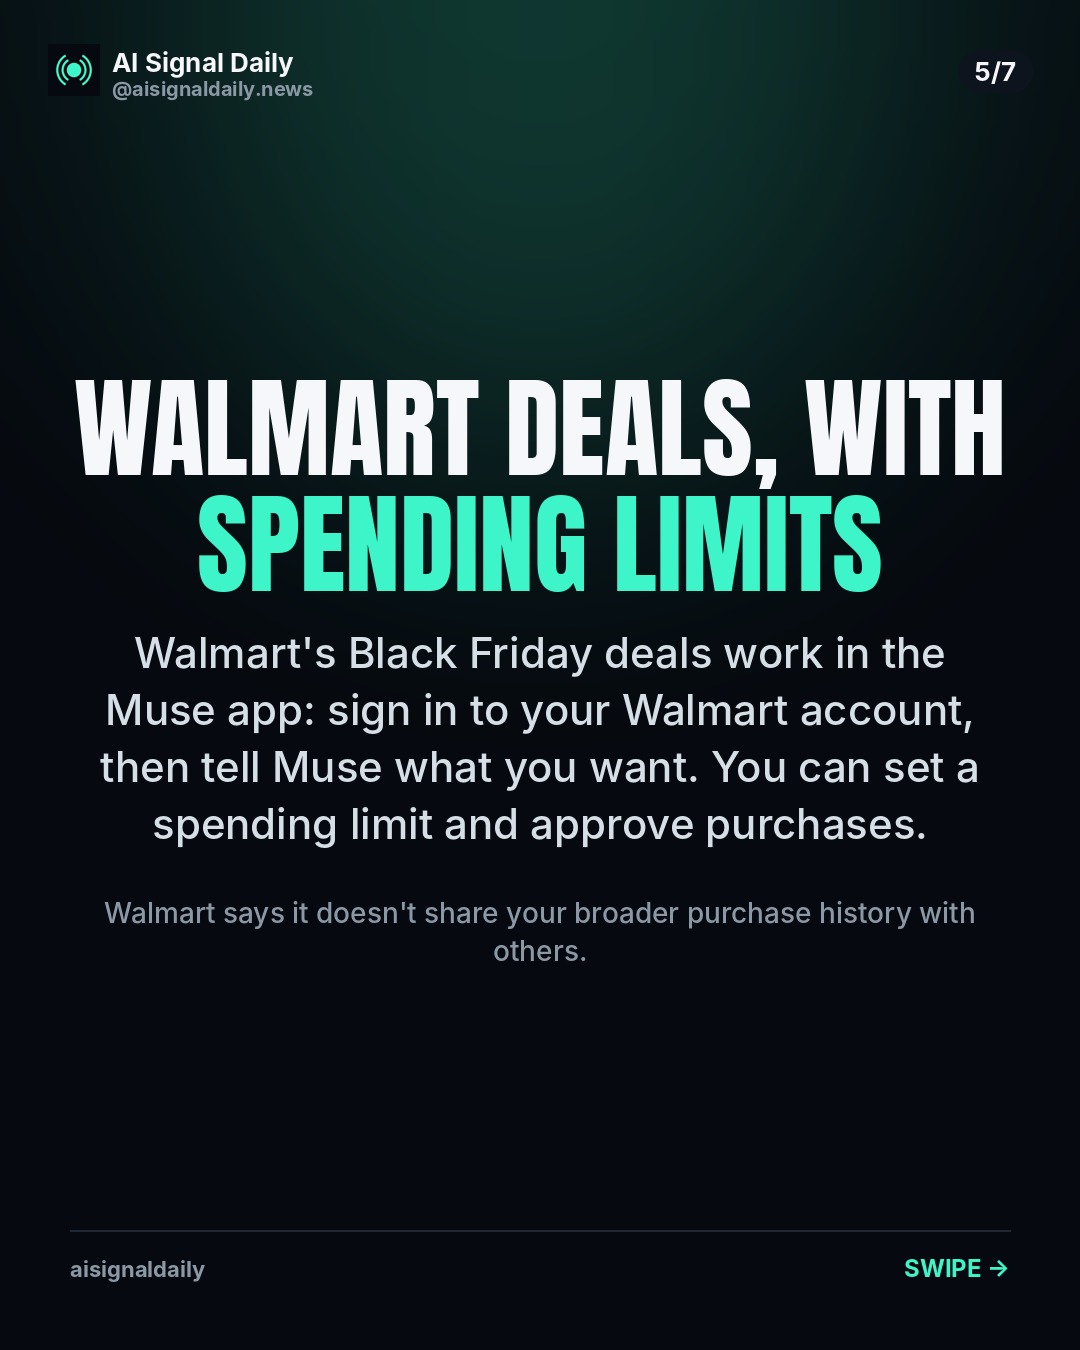 AI Signal Daily
@aisignaldaily.news
5/7
WALMART DEALS, WITH
SPENDING LIMITS
Walmart's Black Friday deals work in the
Muse app: sign in to your Walmart account,
then tell Muse what you want. You can set a
spending limit and approve purchases.
Walmart says it doesn't share your broader purchase history with
others.
aisignaldaily
SWIPE →